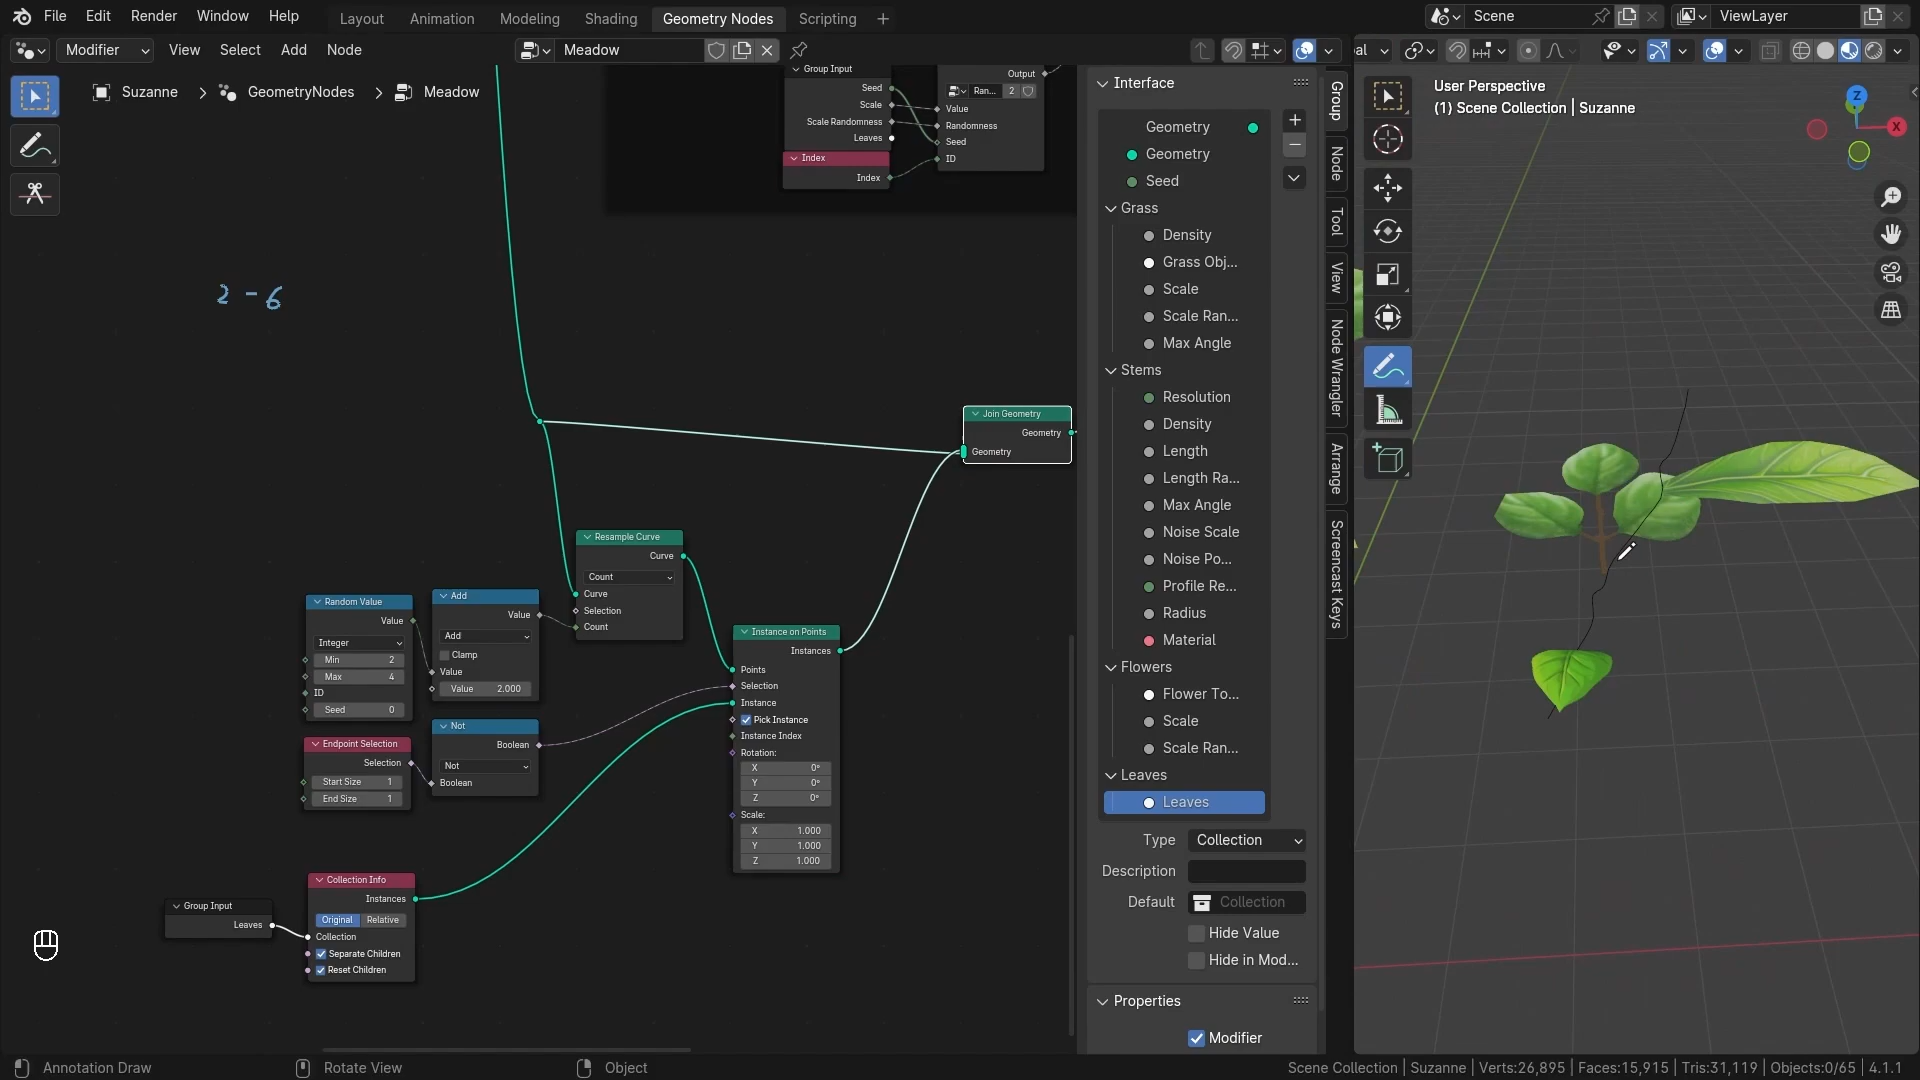 File Edit Render Window Help Layout Animation Modeling Shading Geometry Nodes Scripting + Scene ViewLayer
Modifier View Select Add Node Meadow al
Suzanne > GeometryNodes > Meadow
2 - 6
Group Input
Seed
Scale
Scale Randomness
Leaves
Index
Index
Output
Ran... 2
Value
Randomness
Seed
ID
Join Geometry
Geometry
Geometry
Resample Curve
Curve
Count
Curve
Selection
Count
Random Value
Value
Integer
Min 2
Max 4
ID
Seed 0
Add
Value
Add
Clamp
Value
Value 2.000
Endpoint Selection
Selection
Start Size 1
End Size 1
Not
Boolean
Not
Boolean
Instance on Points
Instances
Points
Selection
Instance
Pick Instance
Instance Index
Rotation:
X 0°
Y 0°
Z 0°
Scale:
X 1.000
Y 1.000
Z 1.000
Group Input
Leaves
Collection Info
Instances
Original Relative
Collection
Separate Children
Reset Children
Interface
Geometry
Geometry
Seed
Grass
Density
Grass Obj...
Scale
Scale Ran...
Max Angle
Stems
Resolution
Density
Length
Length Ra...
Max Angle
Noise Scale
Noise Po...
Profile Re...
Radius
Material
Flowers
Flower To...
Scale
Scale Ran...
Leaves
Leaves
Type Collection
Description
Default Collection
Hide Value
Hide in Mod...
Properties
Modifier
Group
Node
Tool
View
Node Wrangler
Arrange
Screencast Keys
User Perspective
(1) Scene Collection | Suzanne
Z
X
Annotation Draw Rotate View Object Scene Collection | Suzanne | Verts:26,895 | Faces:15,915 | Tris:31,119 | Objects:0/65 | 4.1.1